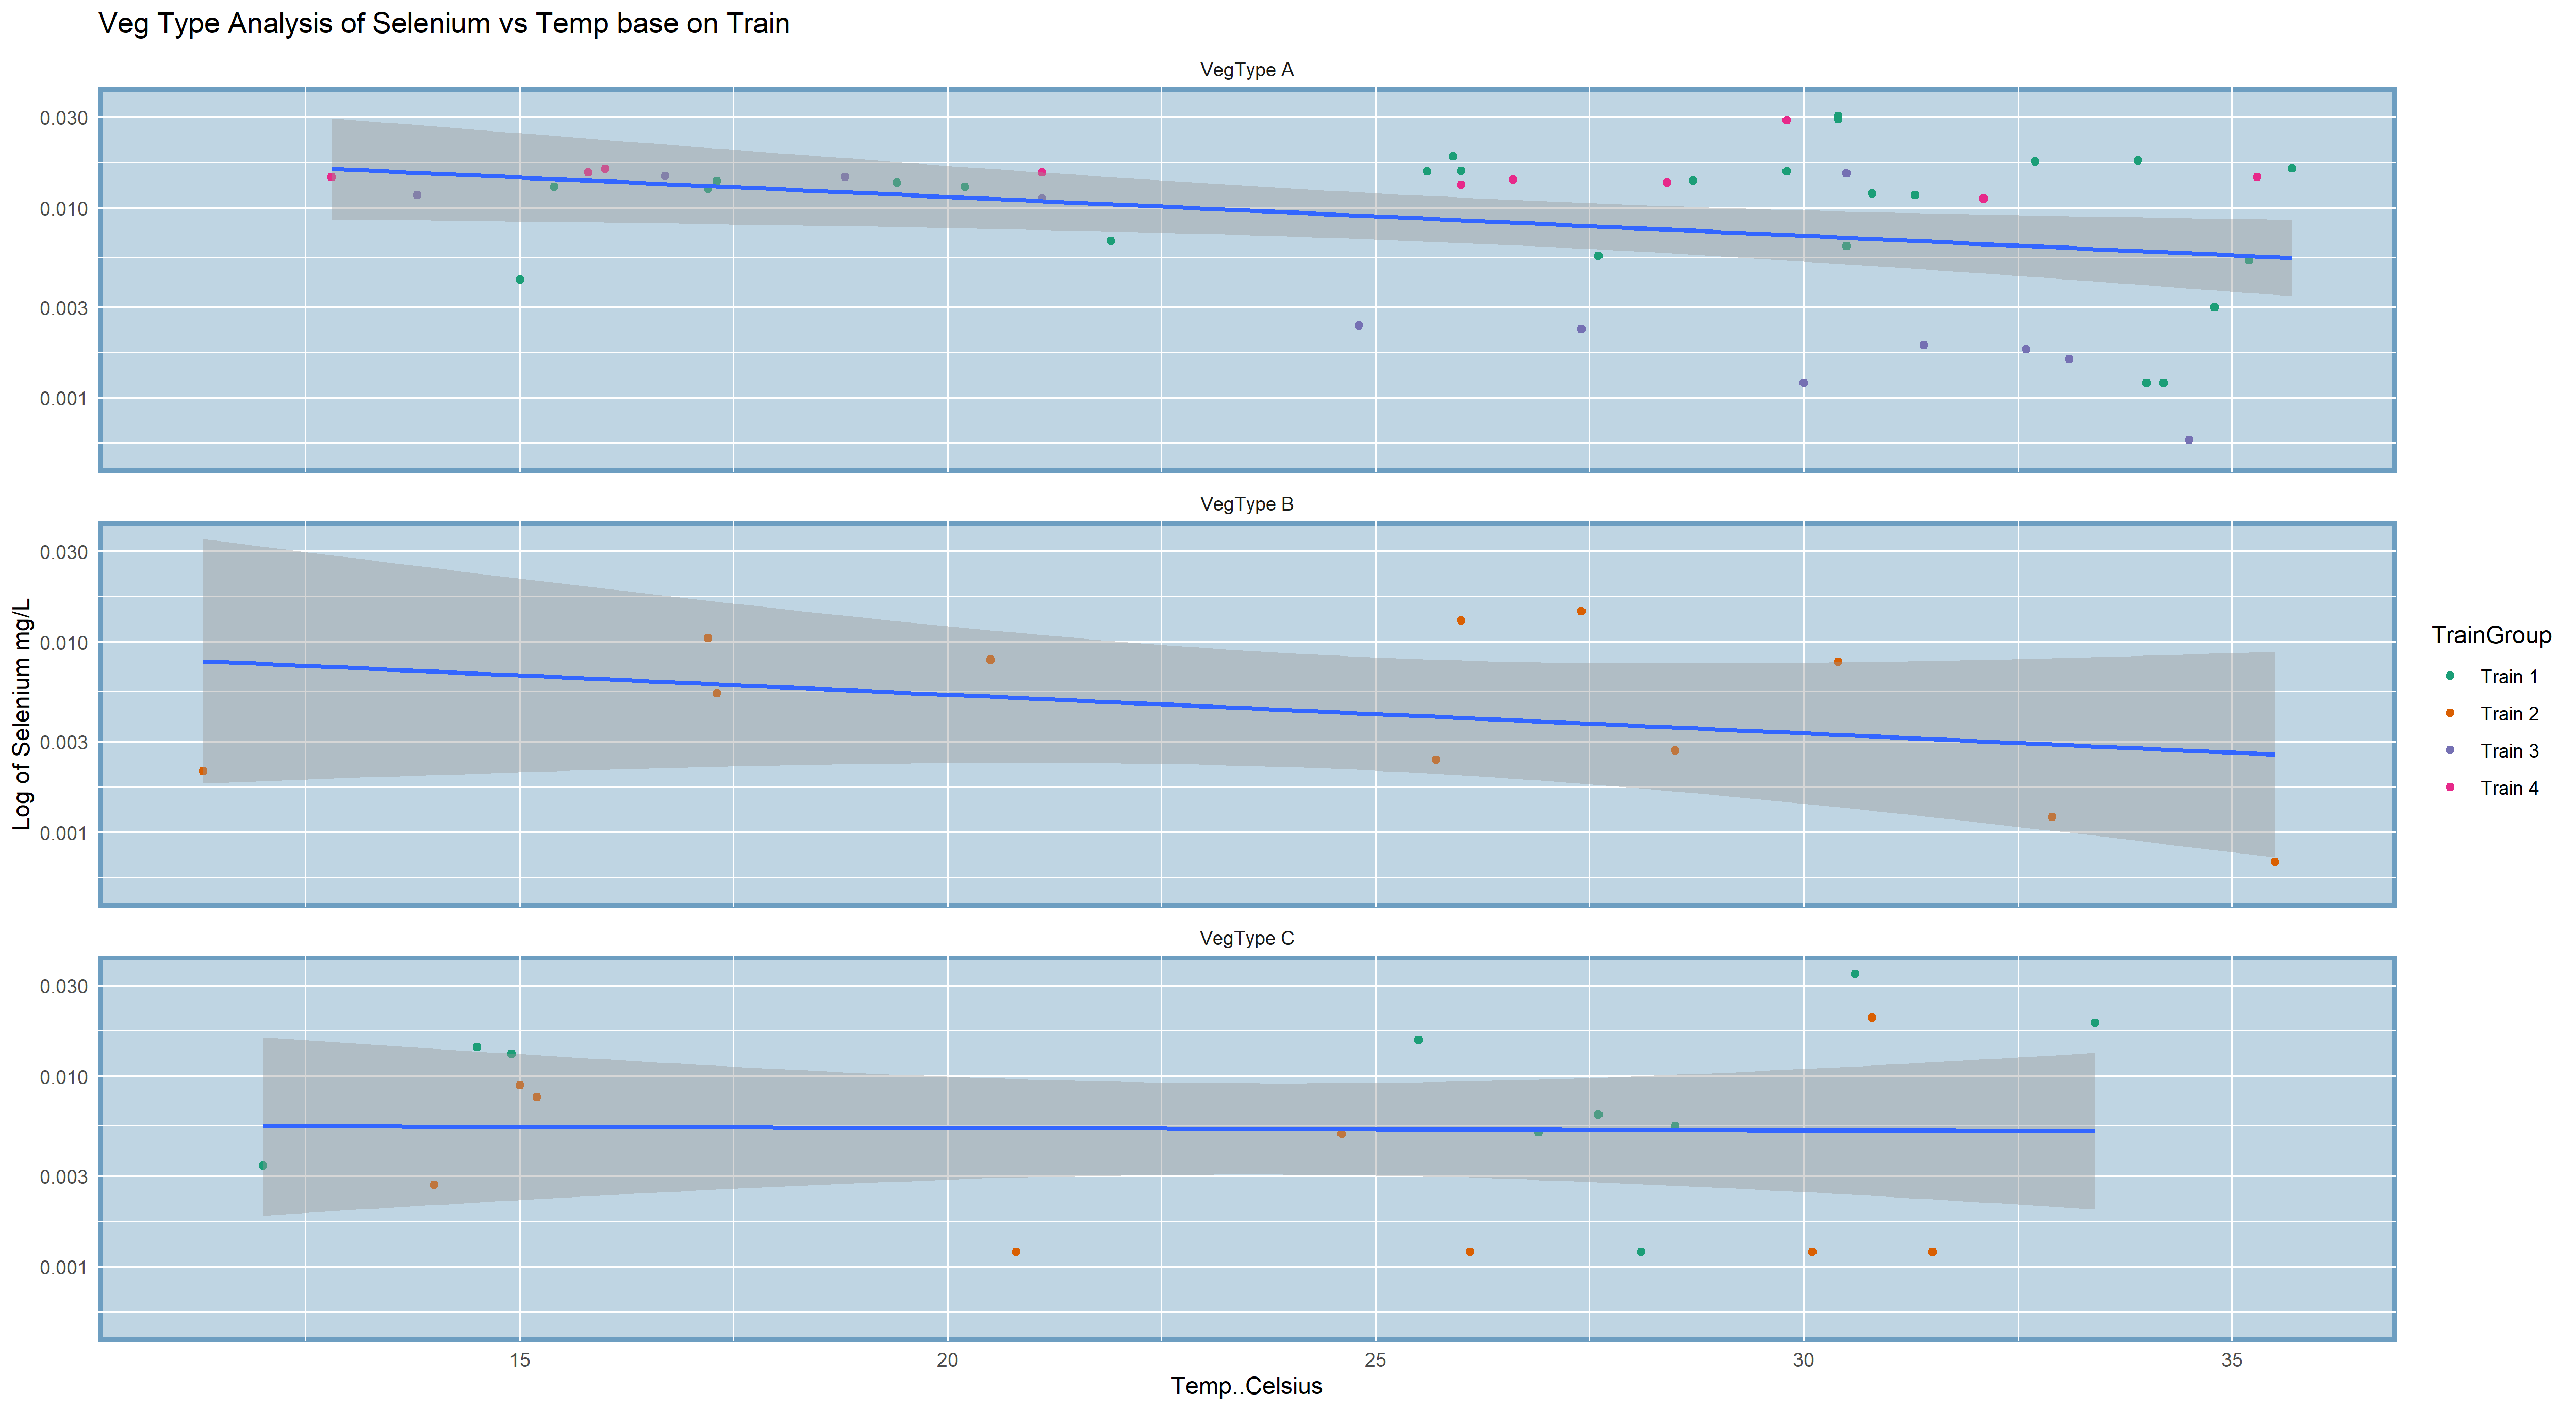 Veg Type Analysis of Selenium vs Temp base on Train
VegType A
0.030
0.010
0.003
0.001
VegType B
0.030
0.010
0.003
0.001
VegType C
0.030
0.010
0.003
0.001
15
20
25
30
35
Temp..Celsius
Log of Selenium mg/L
TrainGroup
Train 1
Train 2
Train 3
Train 4